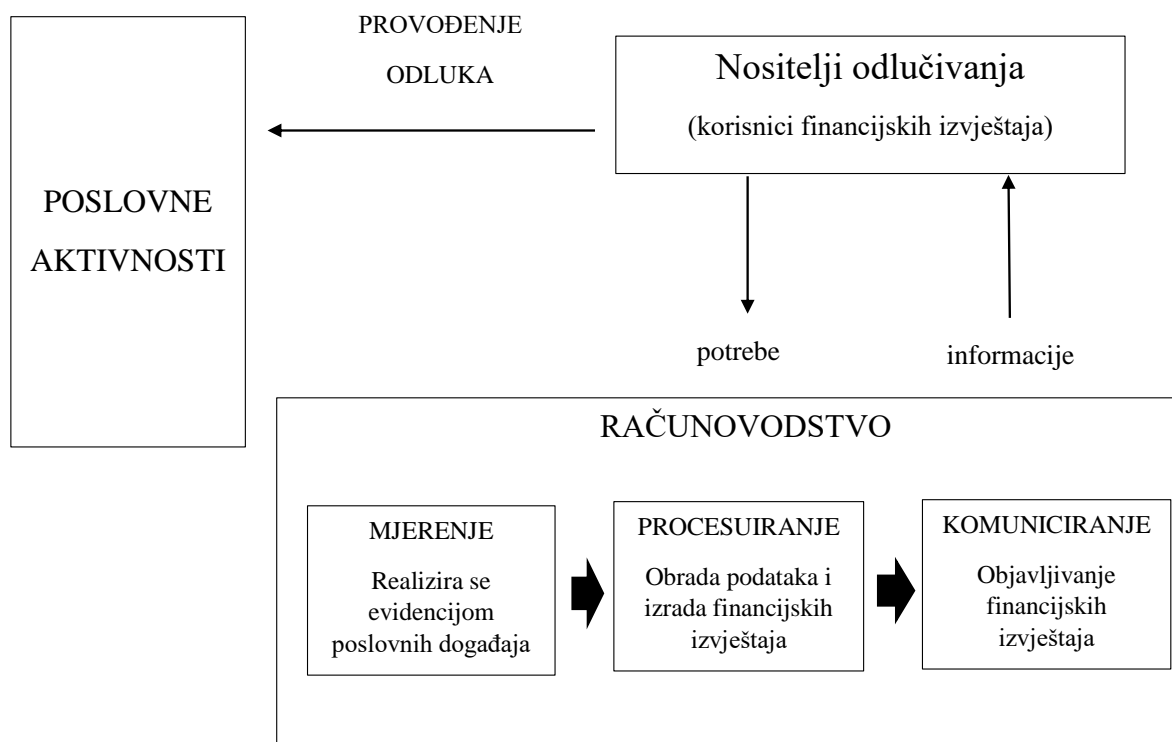 PROVOĐENJE
ODLUKA
Nositelji odlučivanja
(korisnici financijskih izvještaja)
POSLOVNE
AKTIVNOSTI
potrebe
informacije
RAČUNOVODSTVO
MJERENJE
Realizira se
evidencijom
poslovnih događaja
PROCESUIRANJE
Obrada podataka i
izrada financijskih
izvještaja
KOMUNICIRANJE
Objavljivanje
financijskih
izvještaja